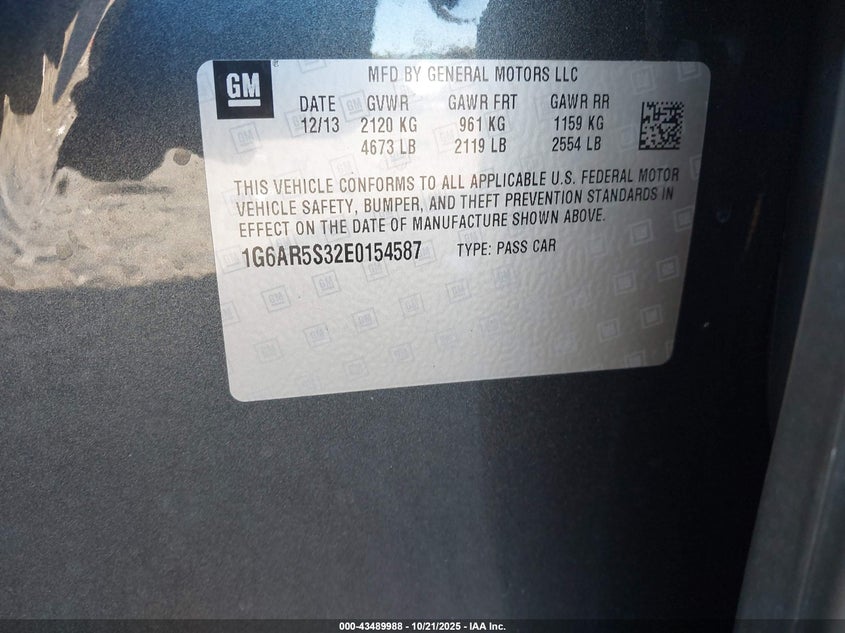 GM
MFD BY GENERAL MOTORS LLC
DATE GVWR GAWR FRT GAWR RR
12/13 2120 KG 961 KG 1159 KG
4673 LB 2119 LB 2554 LB
THIS VEHICLE CONFORMS TO ALL APPLICABLE U.S. FEDERAL MOTOR
VEHICLE SAFETY, BUMPER, AND THEFT PREVENTION STANDARDS IN
EFFECT ON THE DATE OF MANUFACTURE SHOWN ABOVE.
1G6AR5S32E0154587 TYPE: PASS CAR
000-43489988 - 10/21/2025 - IAA Inc.